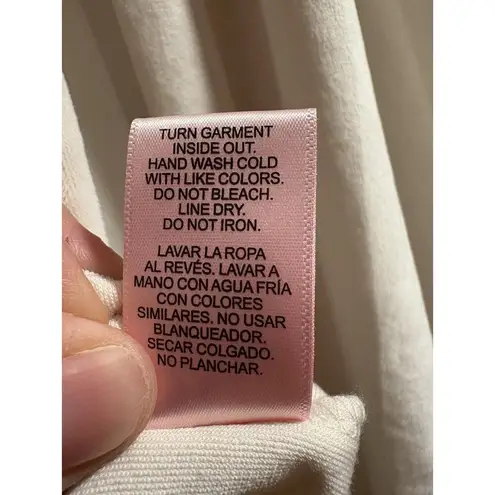 TURN GARMENT
INSIDE OUT.
HAND WASH COLD
WITH LIKE COLORS.
DO NOT BLEACH.
LINE DRY.
DO NOT IRON.
LAVAR LA ROPA
AL REVÉS. LAVAR A
MANO CON AGUA FRÍA
CON COLORES
SIMILARES. NO USAR
BLANQUEADOR.
SECAR COLGADO.
NO PLANCHAR.